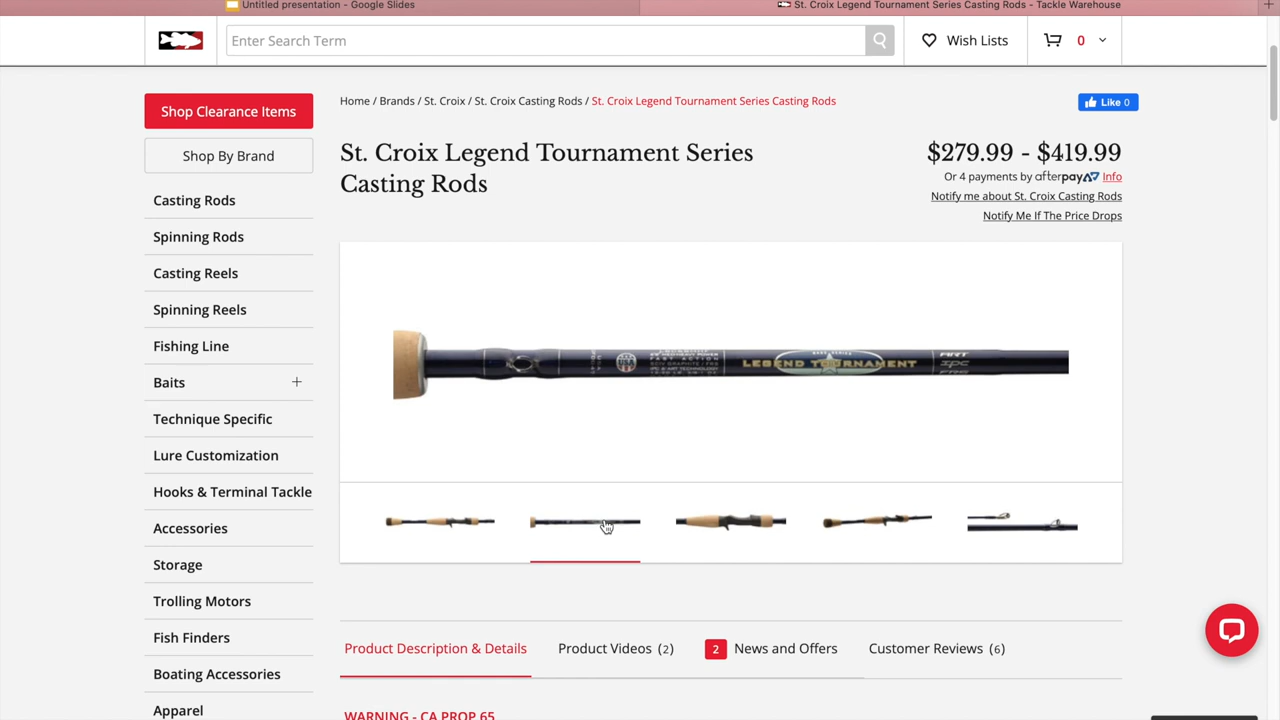 Untitled presentation - Google Slides
St. Croix Legend Tournament Series Casting Rods - Tackle Warehouse
Enter Search Term
Wish Lists
0
Shop Clearance Items
Shop By Brand
Casting Rods
Spinning Rods
Casting Reels
Spinning Reels
Fishing Line
Baits
Technique Specific
Lure Customization
Hooks & Terminal Tackle
Accessories
Storage
Trolling Motors
Fish Finders
Boating Accessories
Apparel
Home / Brands / St. Croix / St. Croix Casting Rods / St. Croix Legend Tournament Series Casting Rods
Like 0
St. Croix Legend Tournament Series
Casting Rods
$279.99 - $419.99
Or 4 payments by afterpay Info
Notify me about St. Croix Casting Rods
Notify Me If The Price Drops
LEGEND TOURNAMENT
ART
IPC
FRS
Product Description & Details
Product Videos (2)
2 News and Offers
Customer Reviews (6)
WARNING - CA PROP 65